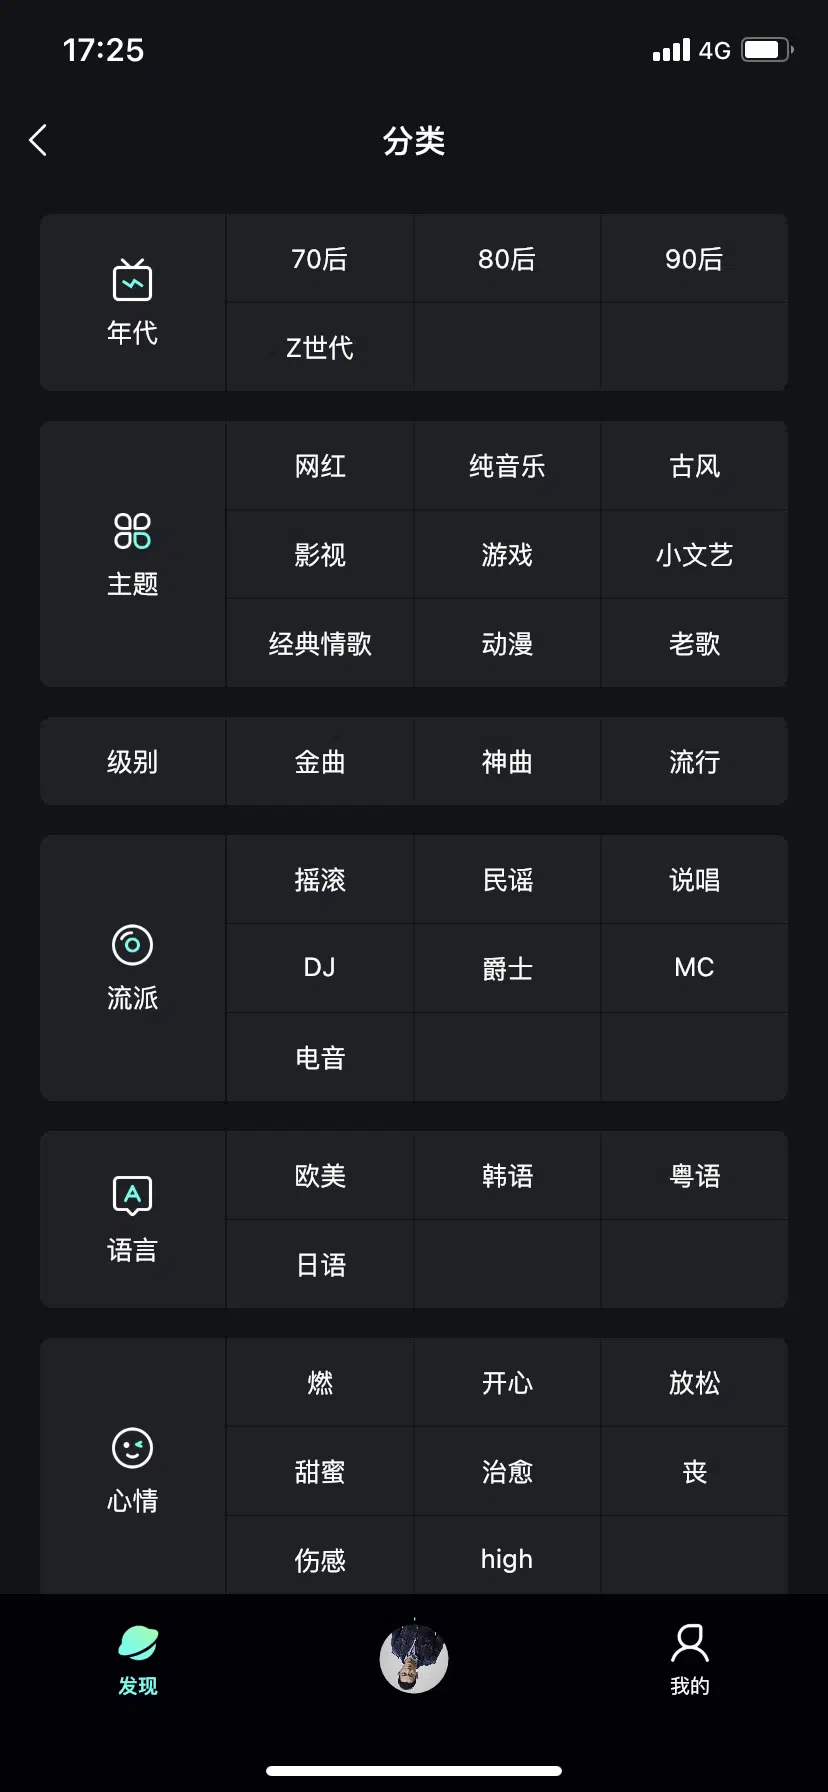 17:25
4G
分类
70后 80后 90后
年代
Z世代
网红 纯音乐 古风
影视 游戏 小文艺
主题
经典情歌 动漫 老歌
级别 金曲 神曲 流行
摇滚 民谣 说唱
DJ 爵士 MC
流派
电音
A
欧美 韩语 粤语
语言
日语
燃 开心 放松
甜蜜 治愈 丧
心情
伤感 high
发现 我的